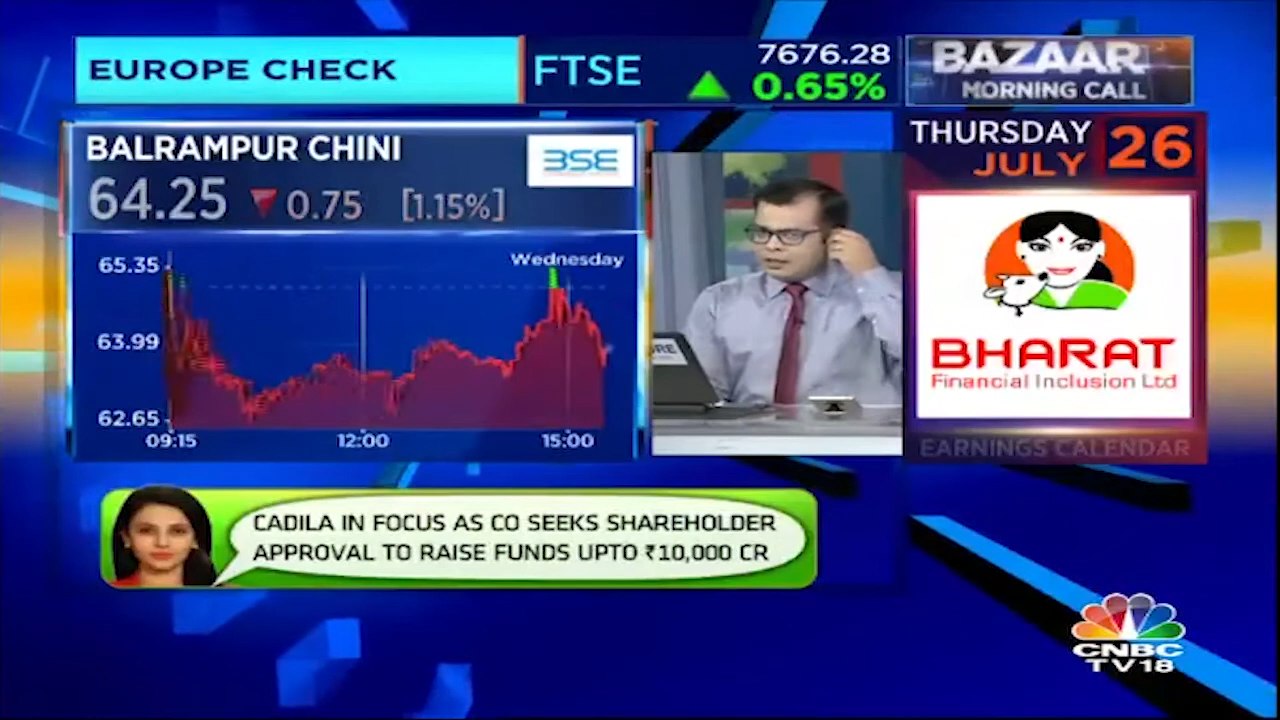 EUROPE CHECK
FTSE
7676.28
0.65%
BAZAAR
MORNING CALL
BALRAMPUR CHINI
64.25 0.75 [1.15%]
BSE
Wednesday
65.35
63.99
62.65
09:15 12:00 15:00
THURSDAY
JULY 26
BHARAT
Financial Inclusion Ltd
EARNINGS CALENDAR
CADILA IN FOCUS AS CO SEEKS SHAREHOLDER
APPROVAL TO RAISE FUNDS UPTO ₹10,000 CR
CNBC
TV18